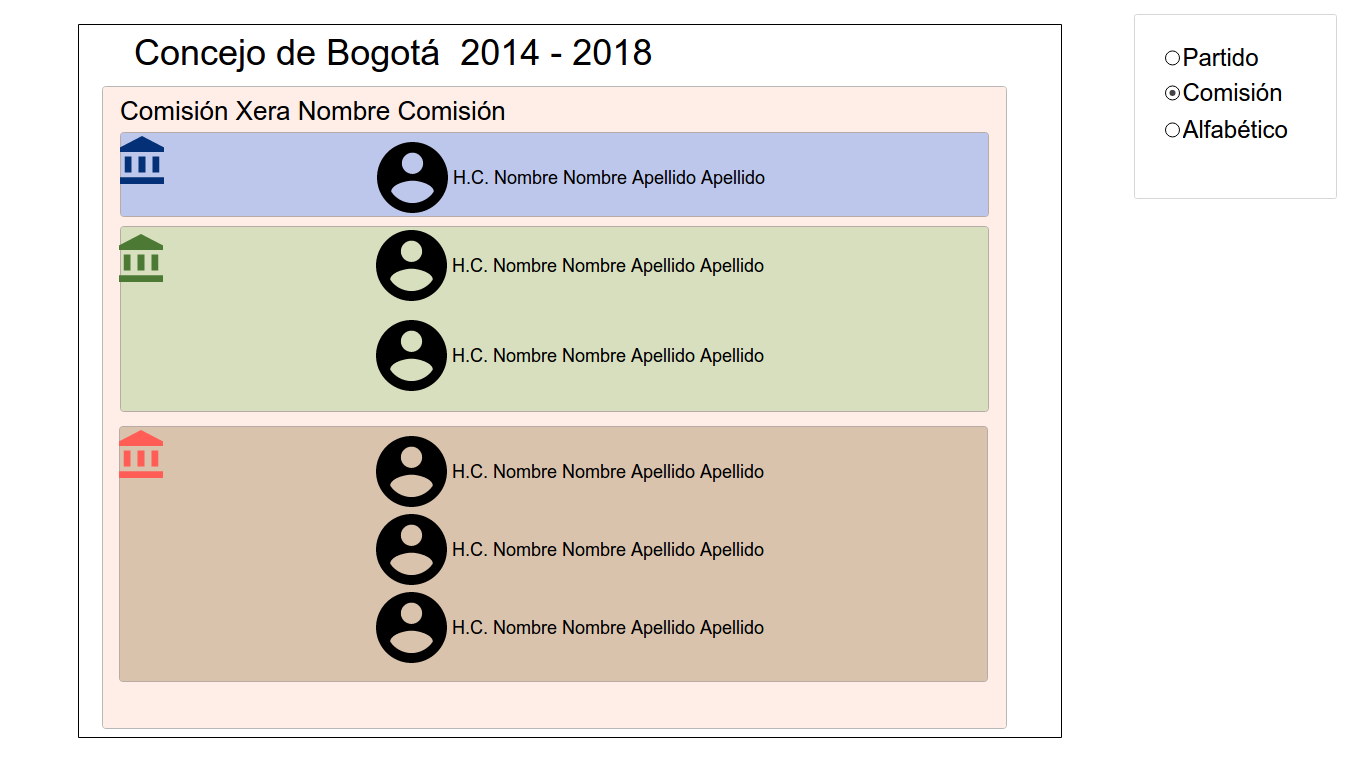 Concejo de Bogotá 2014 - 2018
Comisión Xera Nombre Comisión
H.C. Nombre Nombre Apellido Apellido
H.C. Nombre Nombre Apellido Apellido
H.C. Nombre Nombre Apellido Apellido
H.C. Nombre Nombre Apellido Apellido
H.C. Nombre Nombre Apellido Apellido
H.C. Nombre Nombre Apellido Apellido
Partido
Comisión
Alfabético